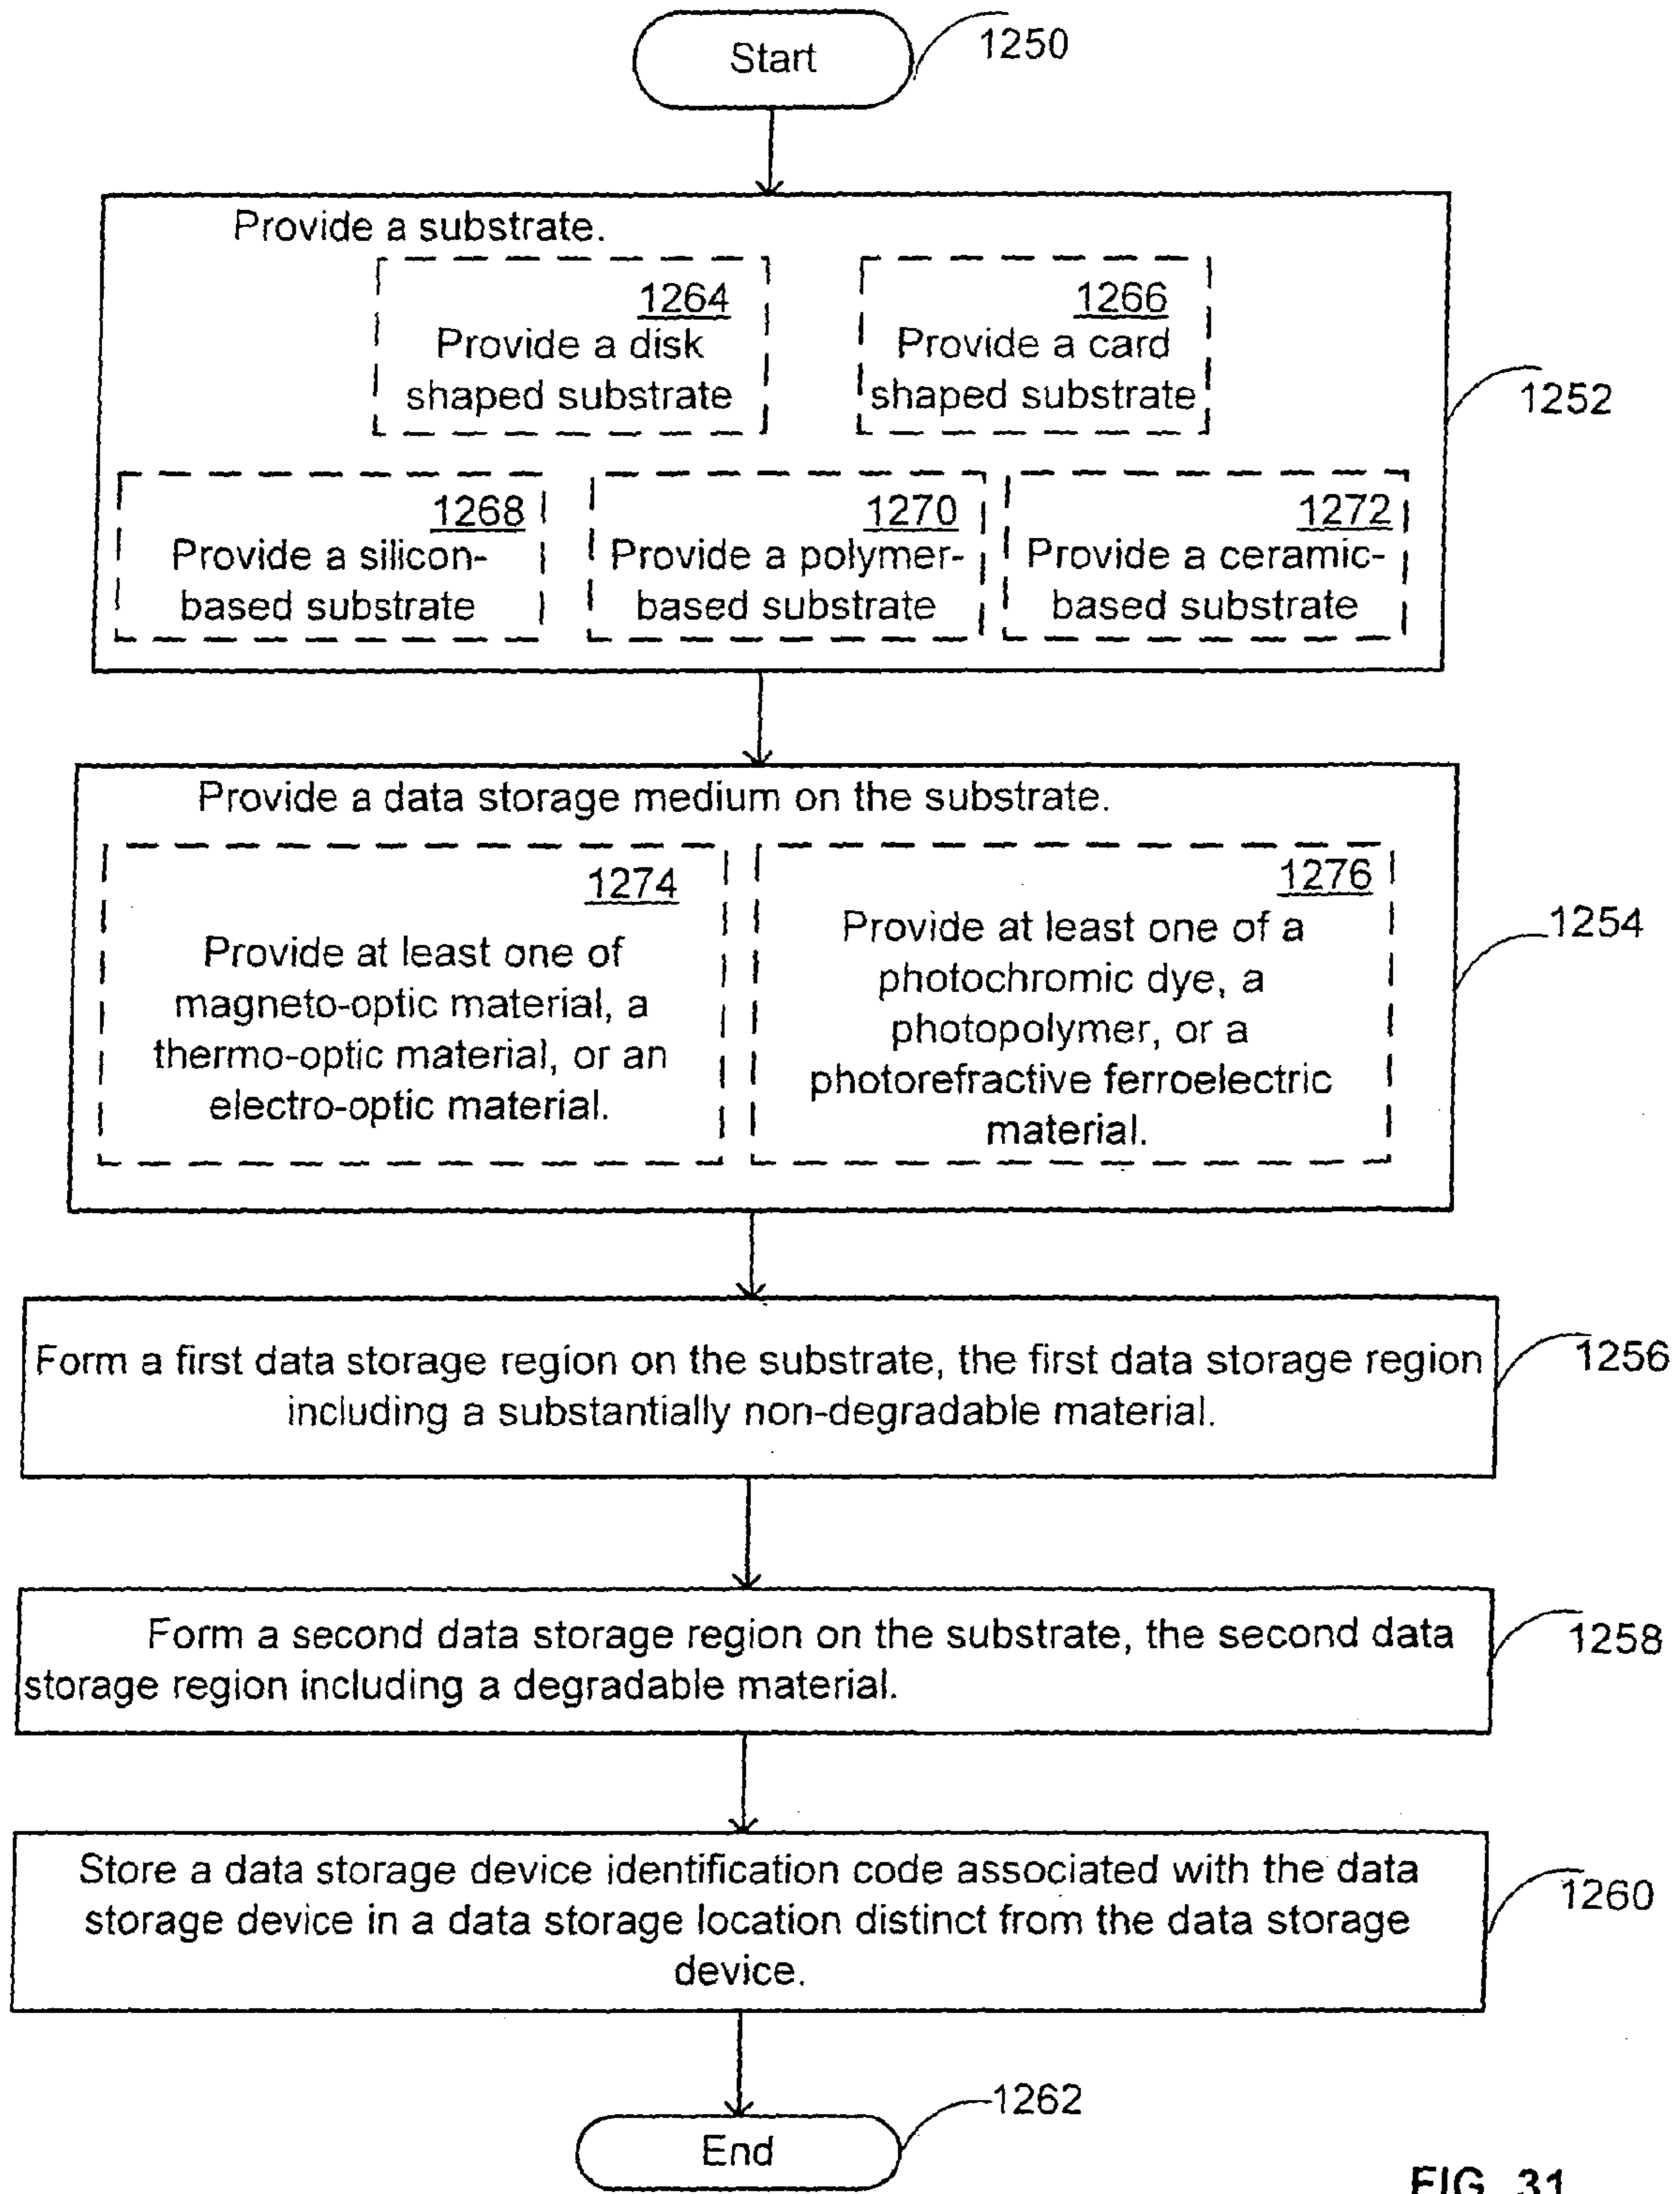 Start
1250
Provide a substrate.
1264
Provide a disk
shaped substrate
1266
Provide a card
shaped substrate
1252
1268
Provide a silicon-
based substrate
1270
Provide a polymer-
based substrate
1272
Provide a ceramic-
based substrate
Provide a data storage medium on the substrate.
1274
Provide at least one of
magneto-optic material, a
thermo-optic material, or an
electro-optic material.
1276
Provide at least one of a
photochromic dye, a
photopolymer, or a
photorefractive ferroelectric
material.
1254
Form a first data storage region on the substrate, the first data storage region
including a substantially non-degradable material.
1256
Form a second data storage region on the substrate, the second data
storage region including a degradable material.
1258
Store a data storage device identification code associated with the data
storage device in a data storage location distinct from the data storage
device.
1260
End
1262
FIG. 31